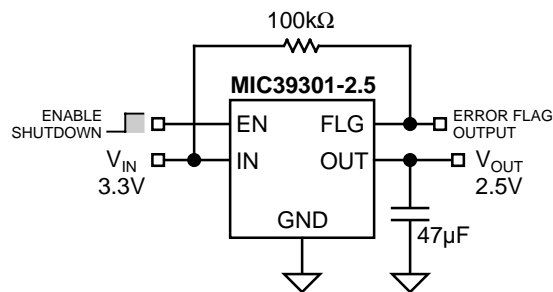 100kΩ
MIC39301-2.5
ENABLE
SHUTDOWN
EN
FLG
ERROR FLAG
OUTPUT
VIN
3.3V
IN
OUT
VOUT
2.5V
GND
47µF